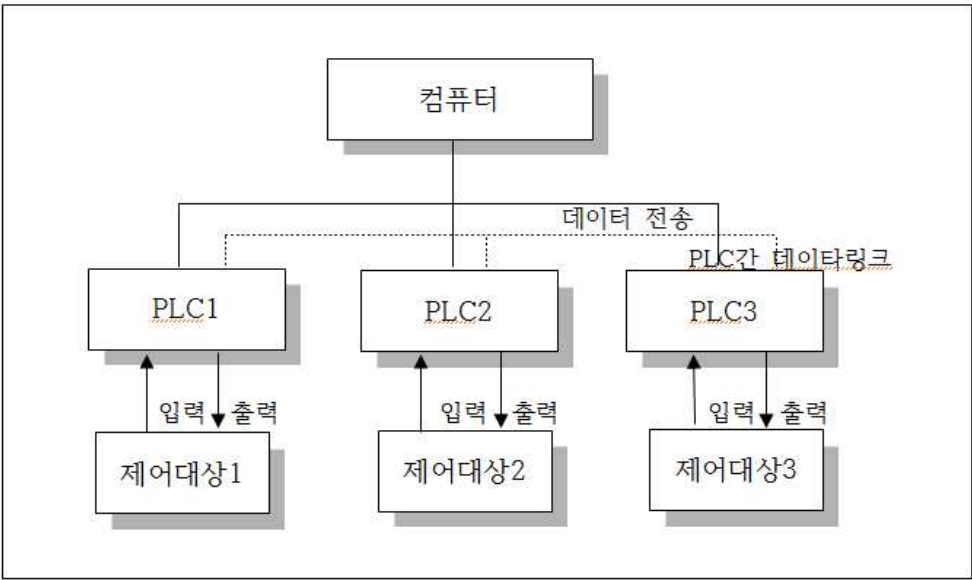 컴퓨터
데이터 전송
PLC간 데이타링크
PLC1
PLC2
PLC3
입력 출력
입력 출력
입력 출력
제어대상1
제어대상2
제어대상3